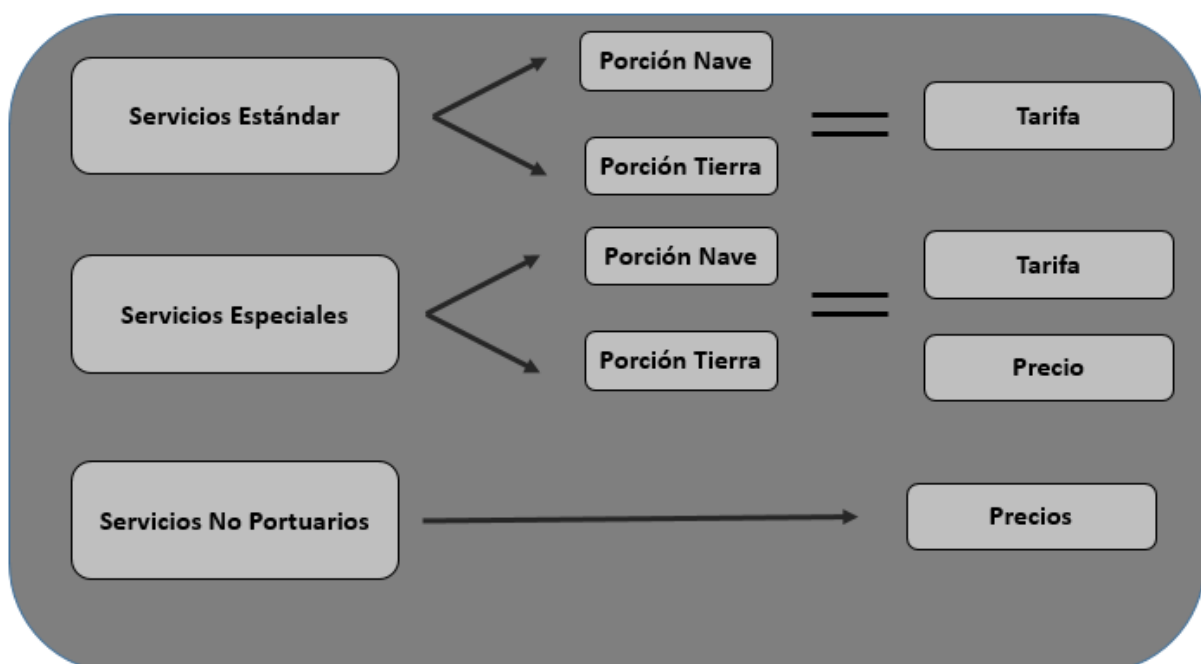 Servicios Estándar
Porción Nave
Porción Tierra
Tarifa
Servicios Especiales
Porción Nave
Porción Tierra
Tarifa
Precio
Servicios No Portuarios
Precios